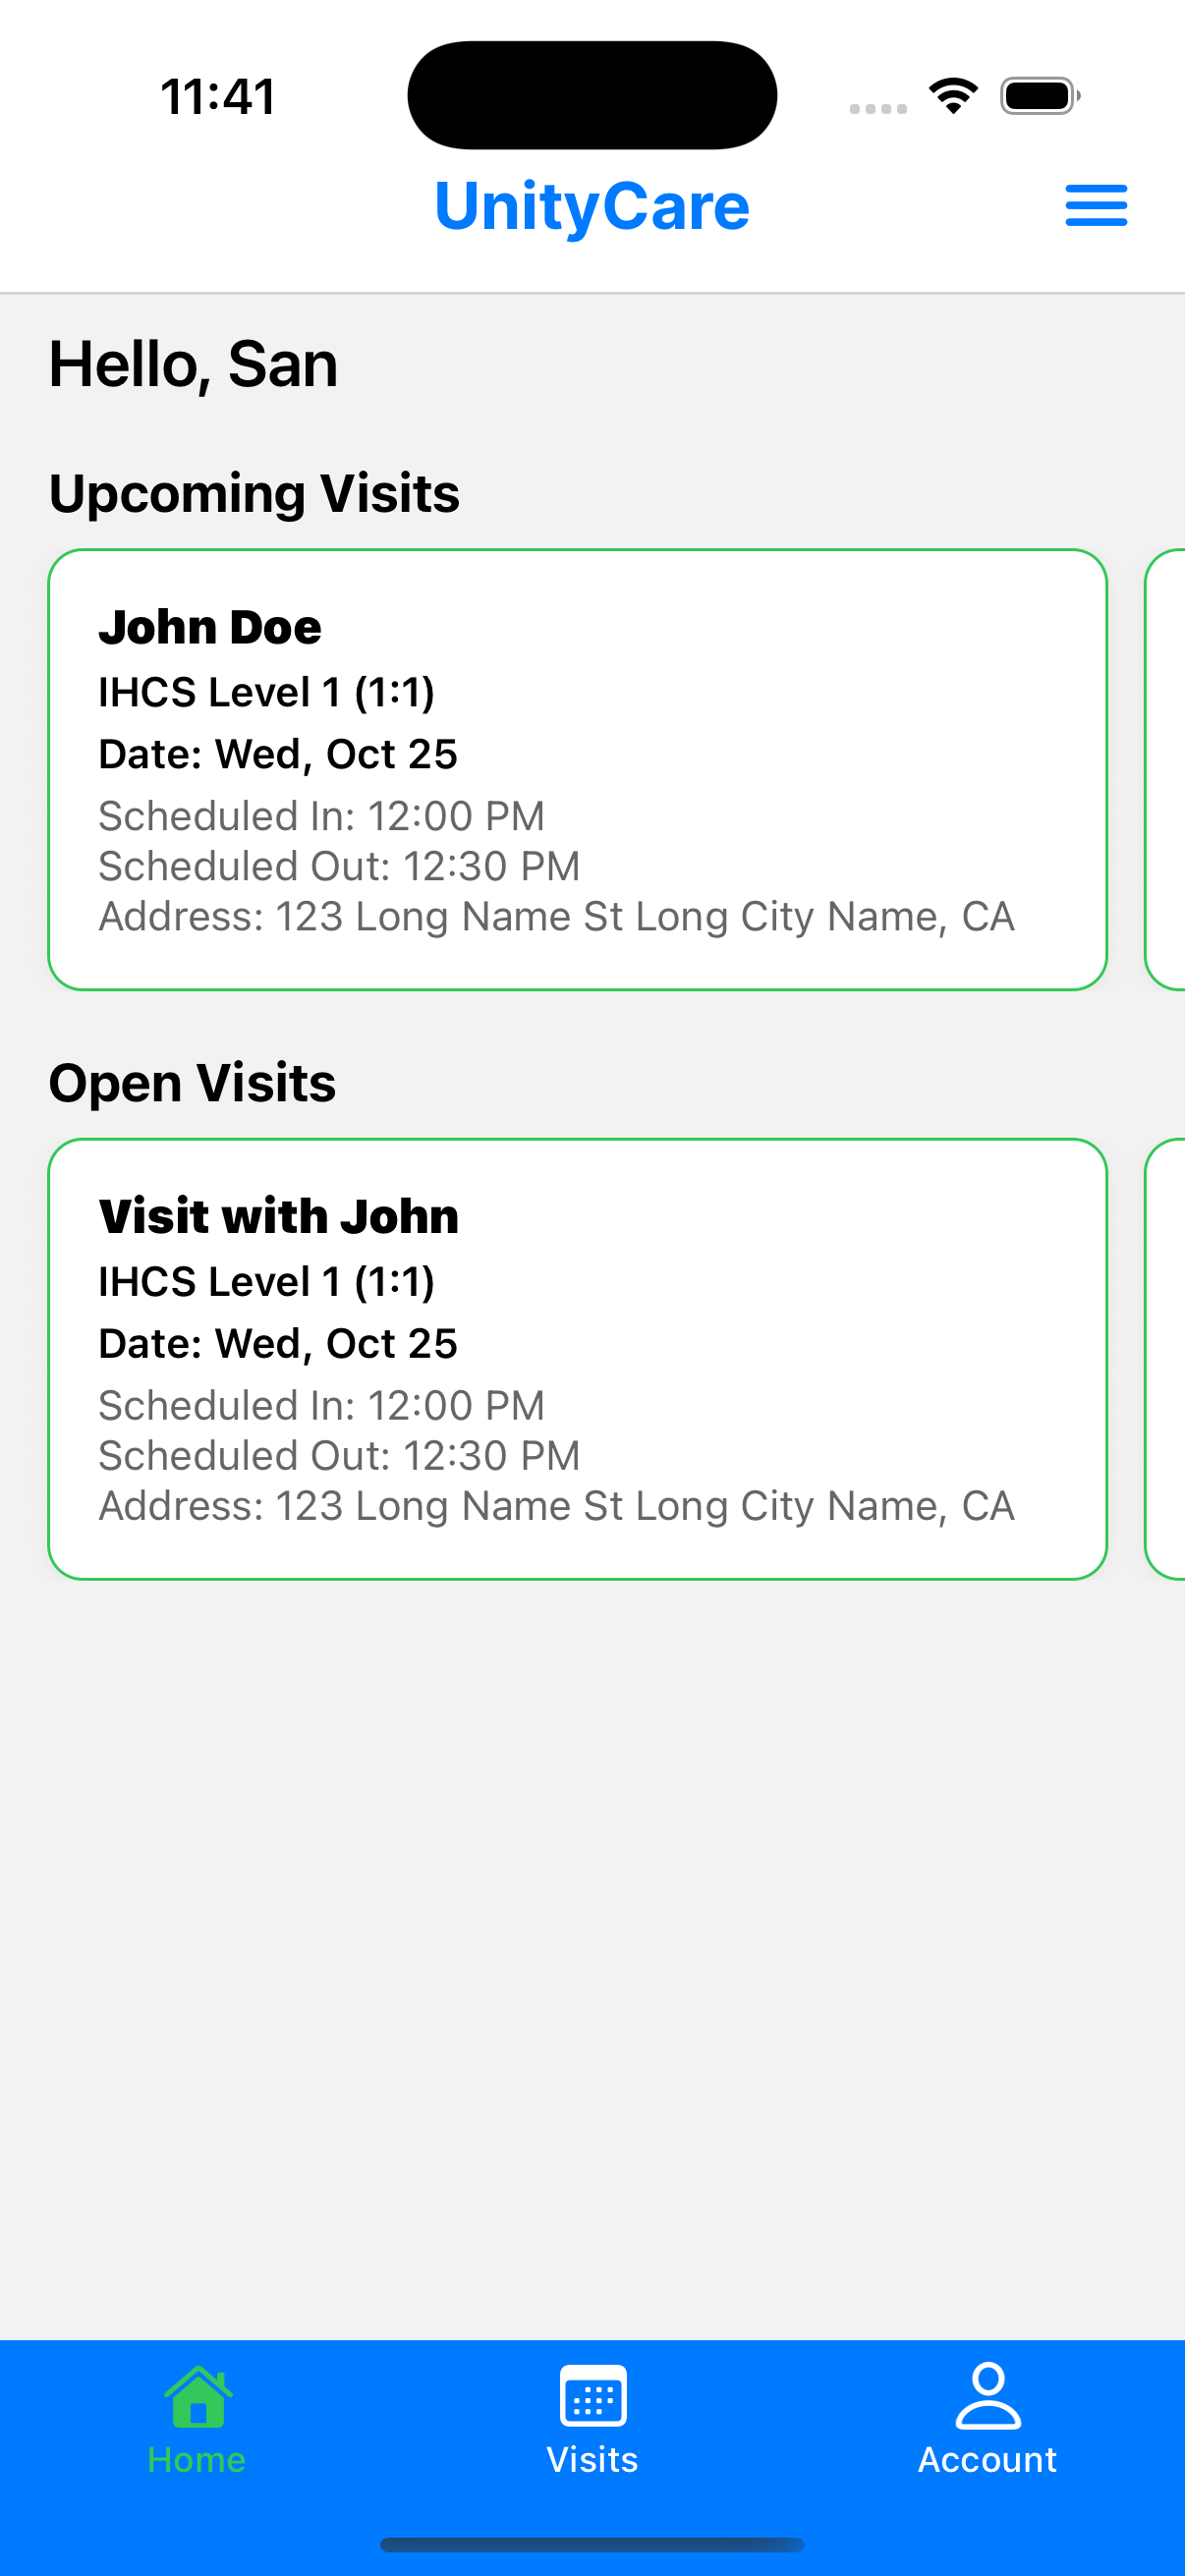 11:41
UnityCare
Hello, San
Upcoming Visits
John Doe
IHCS Level 1 (1:1)
Date: Wed, Oct 25
Scheduled In: 12:00 PM
Scheduled Out: 12:30 PM
Address: 123 Long Name St Long City Name, CA
Open Visits
Visit with John
IHCS Level 1 (1:1)
Date: Wed, Oct 25
Scheduled In: 12:00 PM
Scheduled Out: 12:30 PM
Address: 123 Long Name St Long City Name, CA
Home
Visits
Account